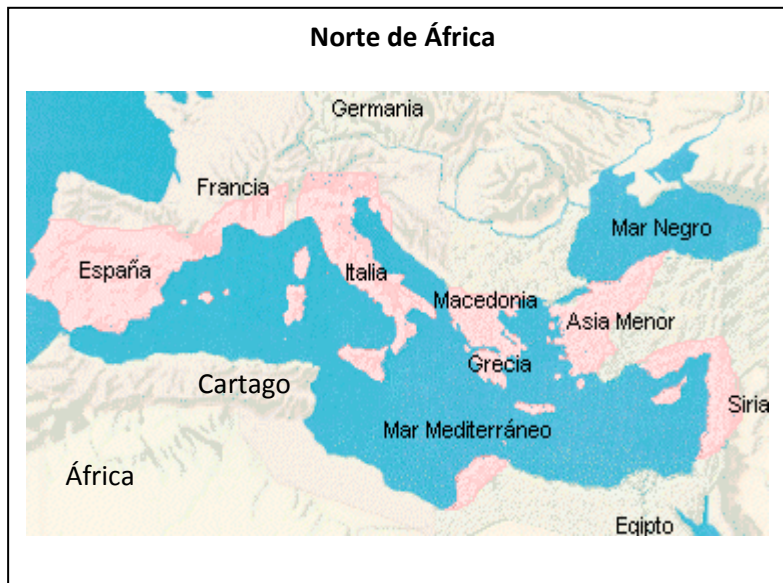 Norte de África
Germania
Francia
Mar Negro
España
Italia
Macedonia
Asia Menor
Grecia
Cartago
Siria
Mar Mediterráneo
África
Egipto